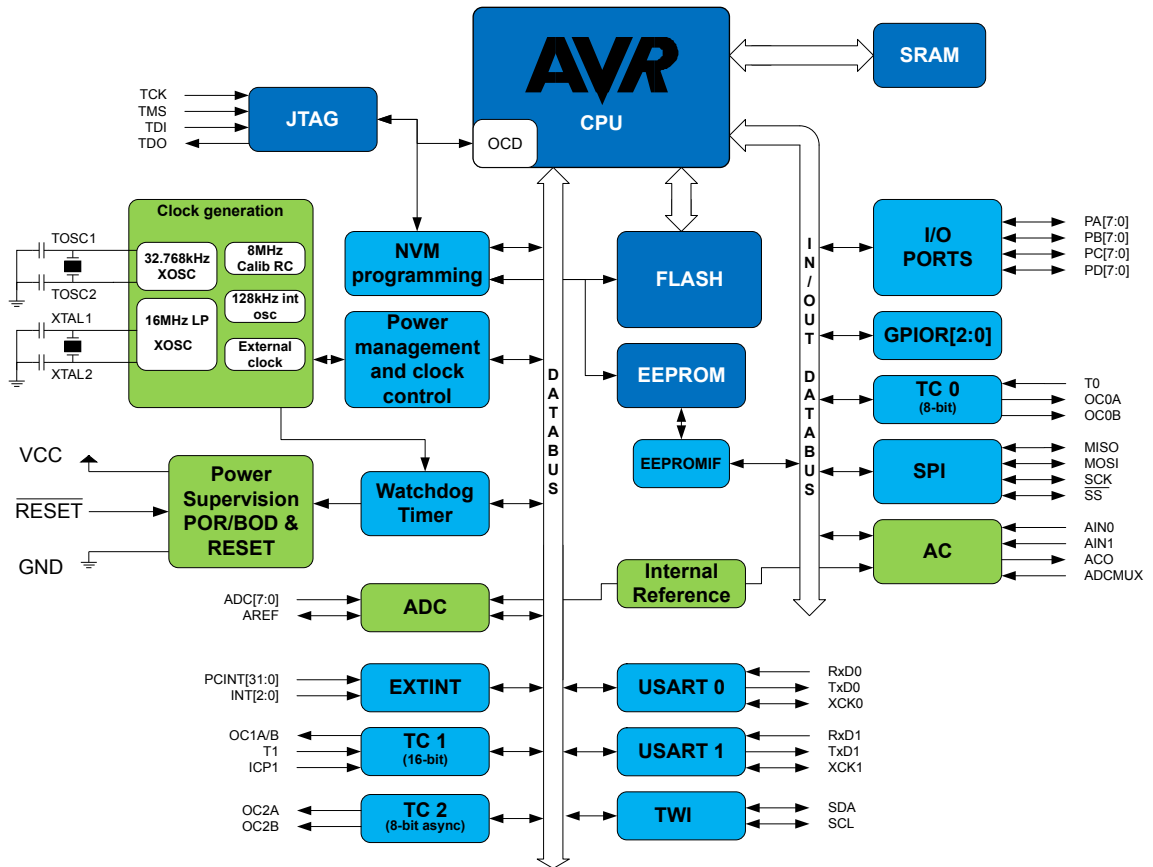 AVR
CPU
OCD
SRAM
TCK
TMS
TDI
TDO
JTAG
Clock generation
TOSC1
TOSC2
XTAL1
XTAL2
32.768kHz
XOSC
16MHz LP
XOSC
8MHz
Calib RC
128kHz int
osc
External
clock
NVM
programming
Power
management
and clock
control
FLASH
EEPROM
EEPROMIF
DATABUS
IN/OUT DATABUS
I/O
PORTS
PA[7:0]
PB[7:0]
PC[7:0]
PD[7:0]
GPIOR[2:0]
TC 0
(8-bit)
T0
OC0A
OC0B
SPI
MISO
MOSI
SCK
SS
AC
AIN0
AIN1
ACO
ADCMUX
VCC
RESET
GND
Power
Supervision
POR/BOD &
RESET
Watchdog
Timer
Internal
Reference
ADC[7:0]
AREF
ADC
PCINT[31:0]
INT[2:0]
EXTINT
USART 0
RxD0
TxD0
XCK0
OC1A/B
T1
ICP1
TC 1
(16-bit)
USART 1
RxD1
TxD1
XCK1
OC2A
OC2B
TC 2
(8-bit async)
TWI
SDA
SCL